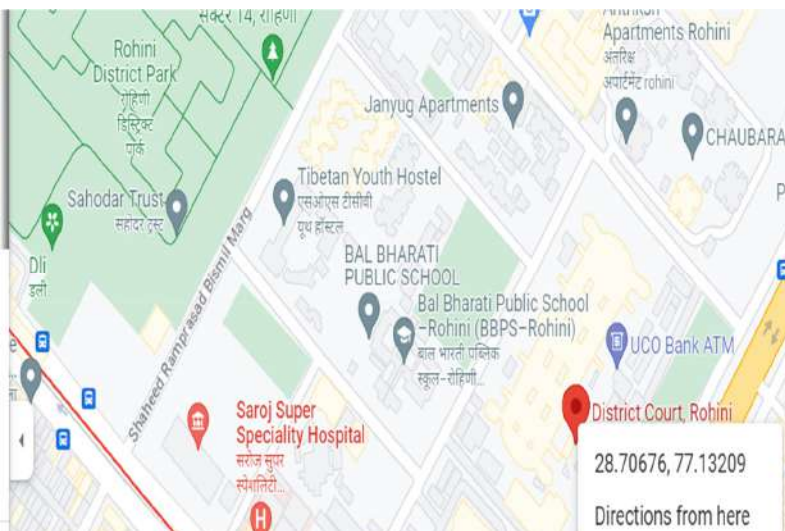 सेक्टर 14, रोहिणी
Rohini
District Park
रोहिणी
डिस्ट्रिक्ट
पार्क
Apartments Rohini
अंतरिक्ष
अपार्टमेंट rohini
Janyug Apartments
CHAUBARA
Tibetan Youth Hostel
एसओएस टीसीवी
यूथ हॉस्टल
Sahodar Trust
सहोदर ट्रस्ट
Shaheed Ramprasad Bismil Marg
Dli
डली
BAL BHARATI
PUBLIC SCHOOL
Bal Bharati Public School
-Rohini (BBPS-Rohini)
बाल भारती पब्लिक
स्कूल-रोहिणी...
UCO Bank ATM
Saroj Super
Speciality Hospital
सरोज सुपर
स्पेशलिटी...
H
District Court, Rohini
28.70676, 77.13209
Directions from here